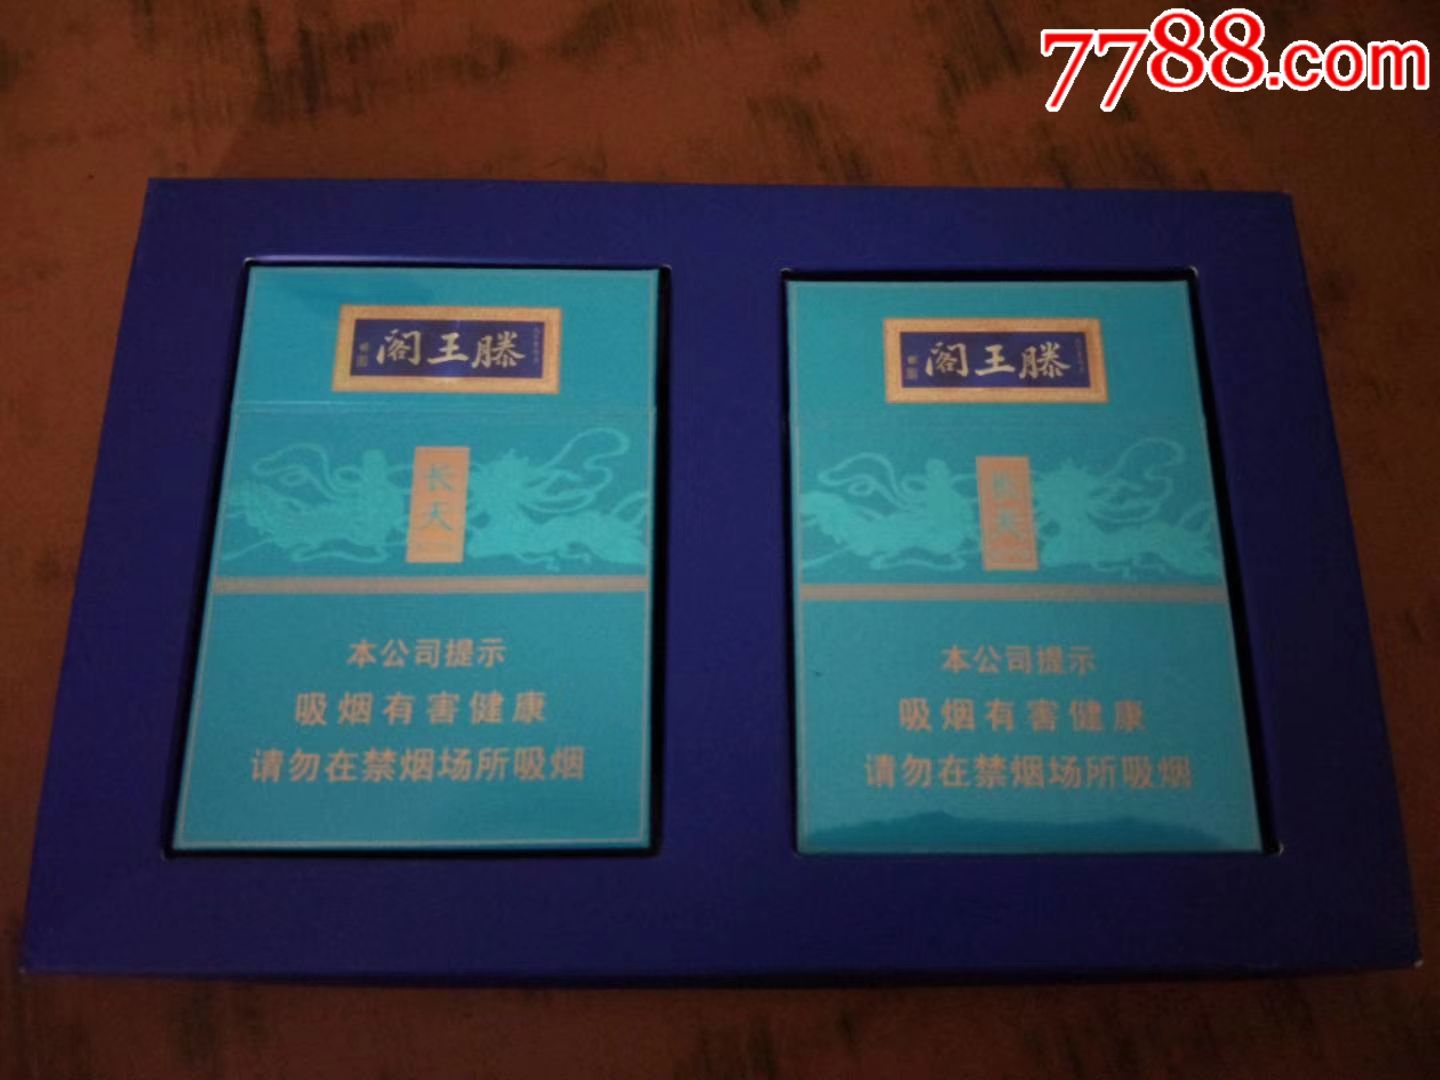 7788.com
阁王滕
长天
本公司提示
吸烟有害健康
请勿在禁烟场所吸烟
阁王滕
长天
本公司提示
吸烟有害健康
请勿在禁烟场所吸烟